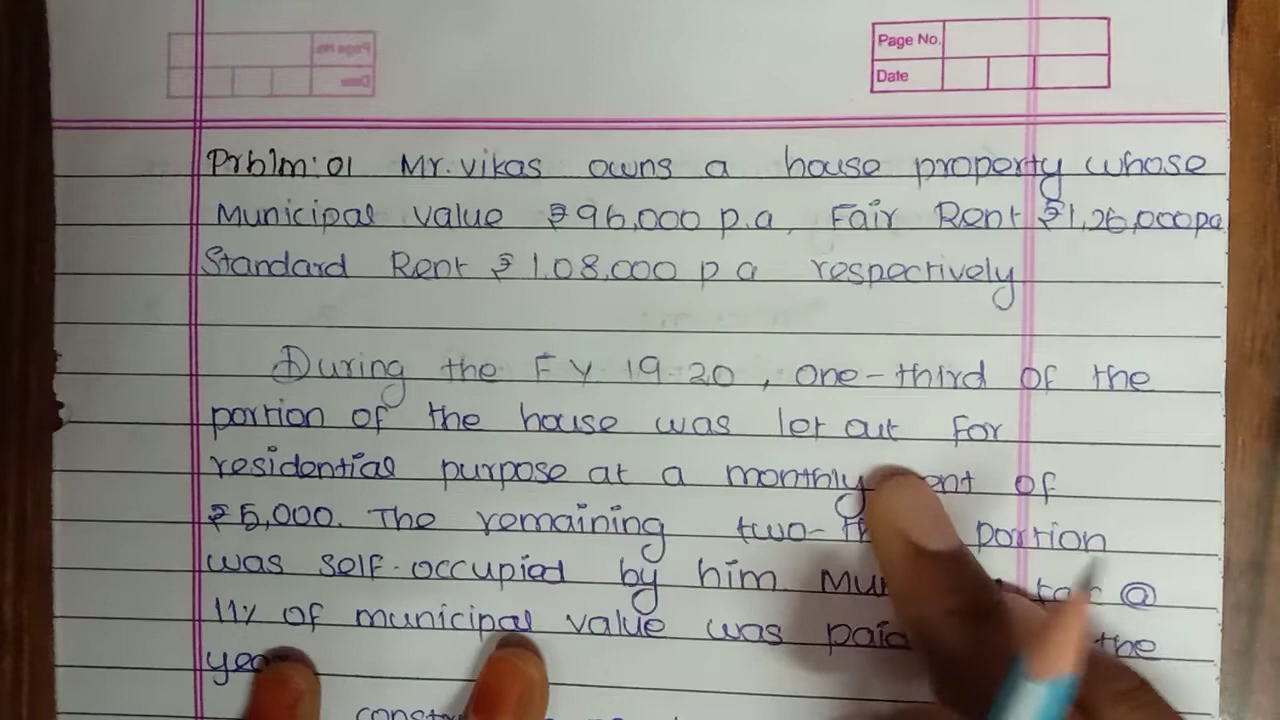 Page No.
Date
Prblm:01 Mr.vikas owns a house property whose
Municipal value ₹96,000 p.a, Fair Rent ₹1,26,000pa
Standard Rent ₹1,08,000 p a respectively
During the F Y 19-20, one-third of the
portion of the house was let out for
residential purpose at a monthly of
₹5,000. The remaining two- portion
was self-occupied by him @
11% of municipal value was the